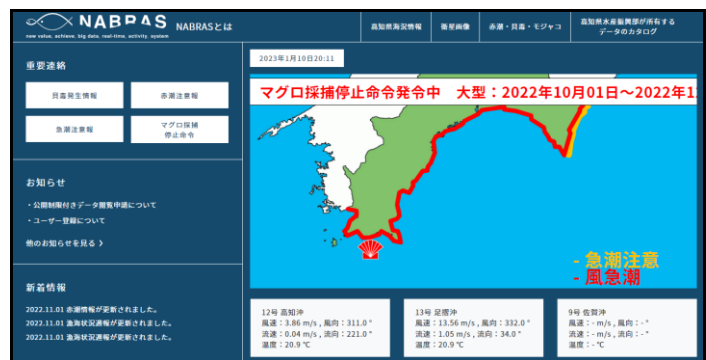 NABRAS
new value, achieve, big data, real-time, activity, system
NABRASとは
高知県海況情報
衛星画像
赤潮・貝毒・モジャコ
高知県水産振興部が所有する
データのカタログ
重要連絡
貝毒発生情報
赤潮注意報
急潮注意報
マグロ採捕
停止命令
お知らせ
・公開制限付きデータ閲覧申請について
・ユーザー登録について
他のお知らせを見る 》
新着情報
2022.11.01 赤潮情報が更新されました。
2022.11.01 漁海状況速報が更新されました。
2022.11.01 漁海状況速報が更新されました。
2023年1月10日20:11
マグロ採捕停止命令発令中 大型：2022年10月01日～2022年1
- 急潮注意
- 風急潮
12号 高知沖
風速：3.86 m/s , 風向：311.0 °
流速：0.04 m/s , 流向：221.0 °
温度：20.9 ℃
13号 足摺沖
風速：13.56 m/s , 風向：332.0 °
流速：1.05 m/s , 流向：34.0 °
温度：20.9 ℃
9号 佐賀沖
風速：- m/s , 風向：- °
流速：- m/s , 流向：- °
温度：- ℃